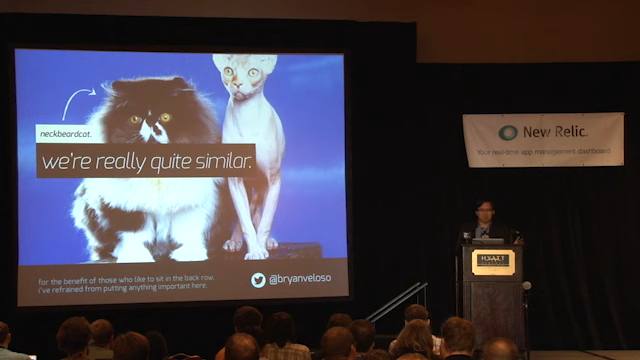 neckbeardcat.
we're really quite similar.
for the benefit of those who like to sit in the back row,
i've refrained from putting anything important here.
@bryanveloso
New Relic.
Your real-time app management dashboard
HYATT